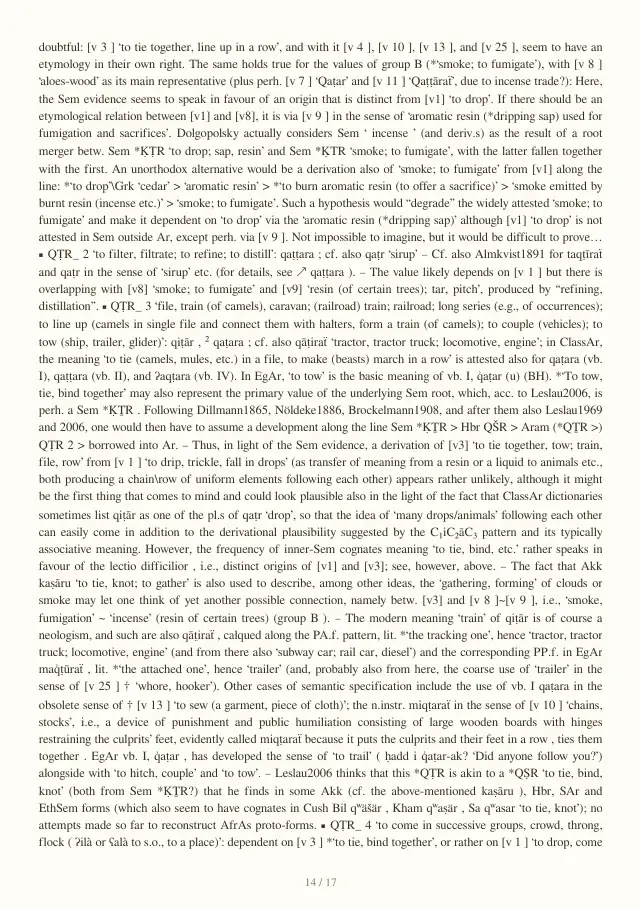 doubtful: [v 3 ] ‘to tie together, line up in a row’, and with it [v 4 ], [v 10 ], [v 13 ], and [v 25 ], seem to have an
etymology in their own right. The same holds true for the values of group B (*‘smoke; to fumigate’), with [v 8 ]
‘aloes-wood’ as its main representative (plus perh. [v 7 ] ‘Qaṭar’ and [v 11 ] ‘Qaṭṭāraẗ’, due to incense trade?): Here,
the Sem evidence seems to speak in favour of an origin that is distinct from [v1] ‘to drop’. If there should be an
etymological relation between [v1] and [v8], it is via [v 9 ] in the sense of ‘aromatic resin (*dripping sap) used for
fumigation and sacrifices’. Dolgopolsky actually considers Sem ‘ incense ’ (and deriv.s) as the result of a root
merger betw. Sem *ḲṬR ‘to drop; sap, resin’ and Sem *ḲTR ‘smoke; to fumigate’, with the latter fallen together
with the first. An unorthodox alternative would be a derivation also of ‘smoke; to fumigate’ from [v1] along the
line: *‘to drop’\Grk ‘cedar’ > ‘aromatic resin’ > *‘to burn aromatic resin (to offer a sacrifice)’ > ‘smoke emitted by
burnt resin (incense etc.)’ > ‘smoke; to fumigate’. Such a hypothesis would “degrade” the widely attested ‘smoke; to
fumigate’ and make it dependent on ‘to drop’ via the ‘aromatic resin (*dripping sap)’ although [v1] ‘to drop’ is not
attested in Sem outside Ar, except perh. via [v 9 ]. Not impossible to imagine, but it would be difficult to prove…
▪ QṬR_ 2 ‘to filter, filtrate; to refine; to distill’: qaṭṭara ; cf. also qaṭr ‘sirup’ – Cf. also Almkvist1891 for taqṭīraẗ
and qaṭr in the sense of ‘sirup’ etc. (for details, see ↗ qaṭṭara ). – The value likely depends on [v 1 ] but there is
overlapping with [v8] ‘smoke; to fumigate’ and [v9] ‘resin (of certain trees); tar, pitch’, produced by “refining,
distillation”. ▪ QṬR_ 3 ‘file, train (of camels), caravan; (railroad) train; railroad; long series (e.g., of occurrences);
to line up (camels in single file and connect them with halters, form a train (of camels); to couple (vehicles); to
tow (ship, trailer, glider)’: qiṭār , ² qaṭara ; cf. also qāṭiraẗ ‘tractor, tractor truck; locomotive, engine’; in ClassAr,
the meaning ‘to tie (camels, mules, etc.) in a file, to make (beasts) march in a row’ is attested also for qaṭara (vb.
I), qaṭṭara (vb. II), and ʔaqṭara (vb. IV). In EgAr, ‘to tow’ is the basic meaning of vb. I, q̇aṭar (u) (BH). *‘To tow,
tie, bind together’ may also represent the primary value of the underlying Sem root, which, acc. to Leslau2006, is
perh. a Sem *ḲṮR . Following Dillmann1865, Nöldeke1886, Brockelmann1908, and after them also Leslau1969
and 2006, one would then have to assume a development along the line Sem *ḲṮR > Hbr QŠR > Aram (*QṬR >)
QṬR 2 > borrowed into Ar. – Thus, in light of the Sem evidence, a derivation of [v3] ‘to tie together, tow; train,
file, row’ from [v 1 ] ‘to drip, trickle, fall in drops’ (as transfer of meaning from a resin or a liquid to animals etc.,
both producing a chain\row of uniform elements following each other) appears rather unlikely, although it might
be the first thing that comes to mind and could look plausible also in the light of the fact that ClassAr dictionaries
sometimes list qiṭār as one of the pl.s of qaṭr ‘drop’, so that the idea of ‘many drops/animals’ following each other
can easily come in addition to the derivational plausibility suggested by the C₁iC₂āC₃ pattern and its typically
associative meaning. However, the frequency of inner-Sem cognates meaning ‘to tie, bind, etc.’ rather speaks in
favour of the lectio difficilior , i.e., distinct origins of [v1] and [v3]; see, however, above. – The fact that Akk
kaṣāru ‘to tie, knot; to gather’ is also used to describe, among other ideas, the ‘gathering, forming’ of clouds or
smoke may let one think of yet another possible connection, namely betw. [v3] and [v 8 ]~[v 9 ], i.e., ‘smoke,
fumigation’ ~ ‘incense’ (resin of certain trees) (group B ). – The modern meaning ‘train’ of qiṭār is of course a
neologism, and such are also qāṭiraẗ , calqued along the PA.f. pattern, lit. *‘the tracking one’, hence ‘tractor, tractor
truck; locomotive, engine’ (and from there also ‘subway car; rail car, diesel’) and the corresponding PP.f. in EgAr
maq̇ṭūraẗ , lit. *‘the attached one’, hence ‘trailer’ (and, probably also from here, the coarse use of ‘trailer’ in the
sense of [v 25 ] † ‘whore, hooker’). Other cases of semantic specification include the use of vb. I qaṭara in the
obsolete sense of † [v 13 ] ‘to sew (a garment, piece of cloth)’; the n.instr. miqṭaraẗ in the sense of [v 10 ] ‘chains,
stocks’, i.e., a device of punishment and public humiliation consisting of large wooden boards with hinges
restraining the culprits’ feet, evidently called miqṭaraẗ because it puts the culprits and their feet in a row , ties them
together . EgAr vb. I, q̇aṭar , has developed the sense of ‘to trail’ ( ḥadd i q̇aṭar-ak? ‘Did anyone follow you?’)
alongside with ‘to hitch, couple’ and ‘to tow’. – Leslau2006 thinks that this *QṬR is akin to a *QṢR ‘to tie, bind,
knot’ (both from Sem *ḲṮR?) that he finds in some Akk (cf. the above-mentioned kaṣāru ), Hbr, SAr and
EthSem forms (which also seem to have cognates in Cush Bil qʷäšär , Kham qʷaṣär , Sa qʷasar ‘to tie, knot’); no
attempts made so far to reconstruct AfrAs proto-forms. ▪ QṬR_ 4 ‘to come in successive groups, crowd, throng,
flock ( ʔilà or ʕalà to s.o., to a place)’: dependent on [v 3 ] *‘to tie, bind together’, or rather on [v 1 ] ‘to drop, come
14 / 17